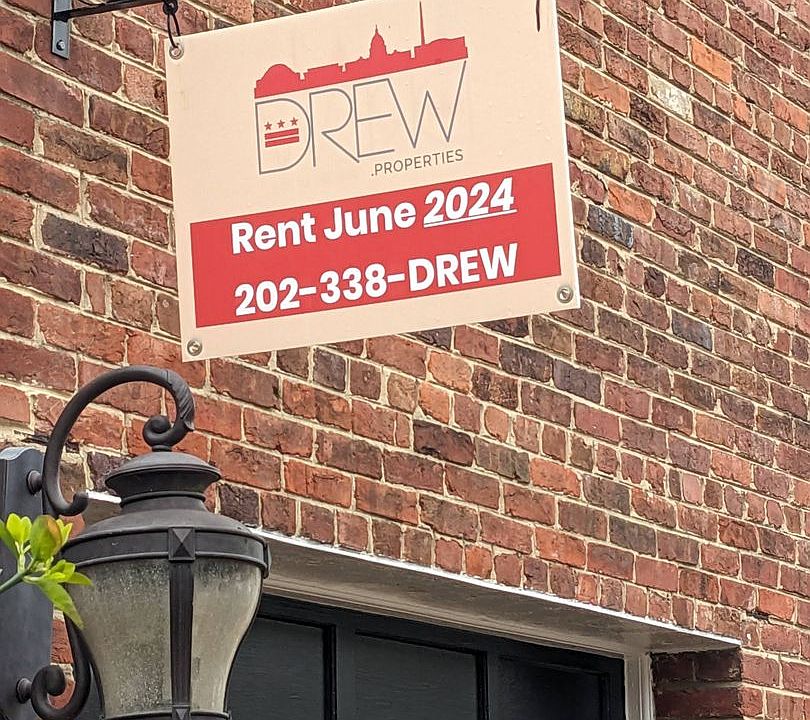 DREW
.PROPERTIES
Rent June 2024
202-338-DREW